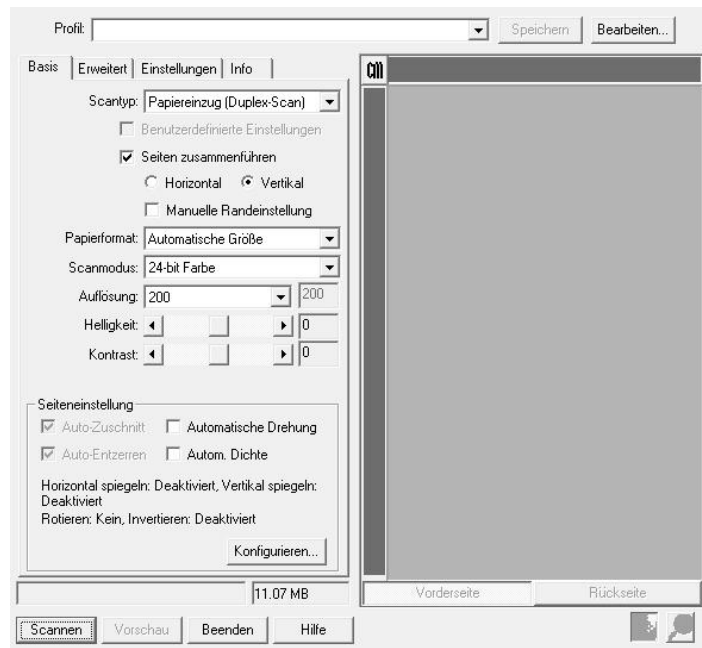 Profil: Speichern Bearbeiten...
Basis Erweitert Einstellungen Info
Scantyp: Papiereinzug (Duplex-Scan)
Benutzerdefinierte Einstellungen
Seiten zusammenführen
Horizontal Vertikal
Manuelle Randeinstellung
Papierformat: Automatische Größe
Scanmodus: 24-bit Farbe
Auflösung: 200 200
Helligkeit: 0
Kontrast: 0
Seiteneinstellung
Auto-Zuschnitt Automatische Drehung
Auto-Entzerren Autom. Dichte
Horizontal spiegeln: Deaktiviert, Vertikal spiegeln:
Deaktiviert
Rotieren: Kein, Invertieren: Deaktiviert
Konfigurieren...
11.07 MB
Scannen Vorschau Beenden Hilfe
cm
Vorderseite Rückseite